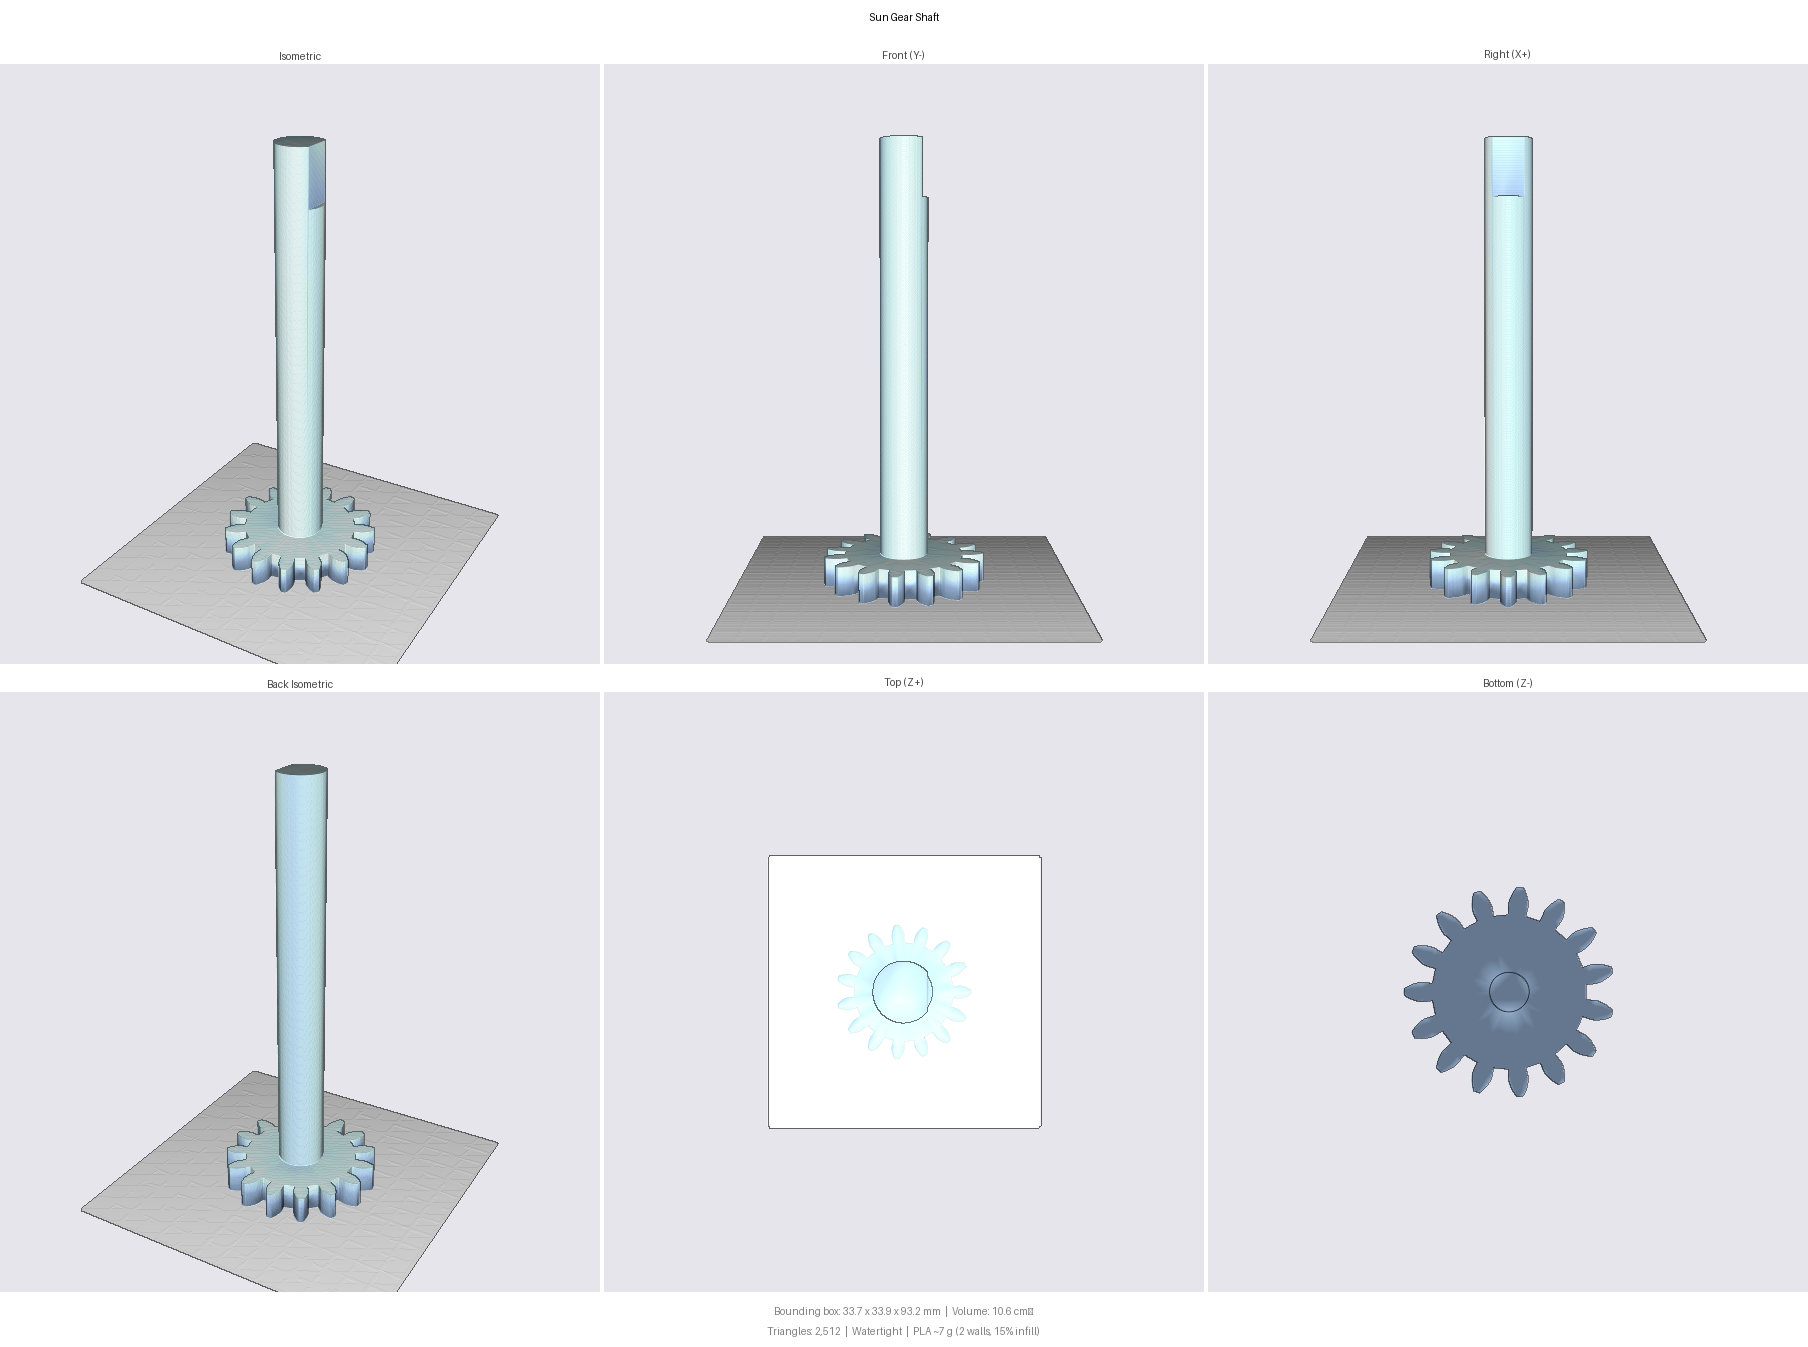 Sun Gear Shaft
Isometric
Front (Y-)
Right (X+)
Back Isometric
Top (Z+)
Bottom (Z-)
Bounding box: 33.7 x 33.9 x 93.2 mm | Volume: 10.6 cm▯
Triangles: 2,512 | Watertight | PLA ~7 g (2 walls, 15% infill)